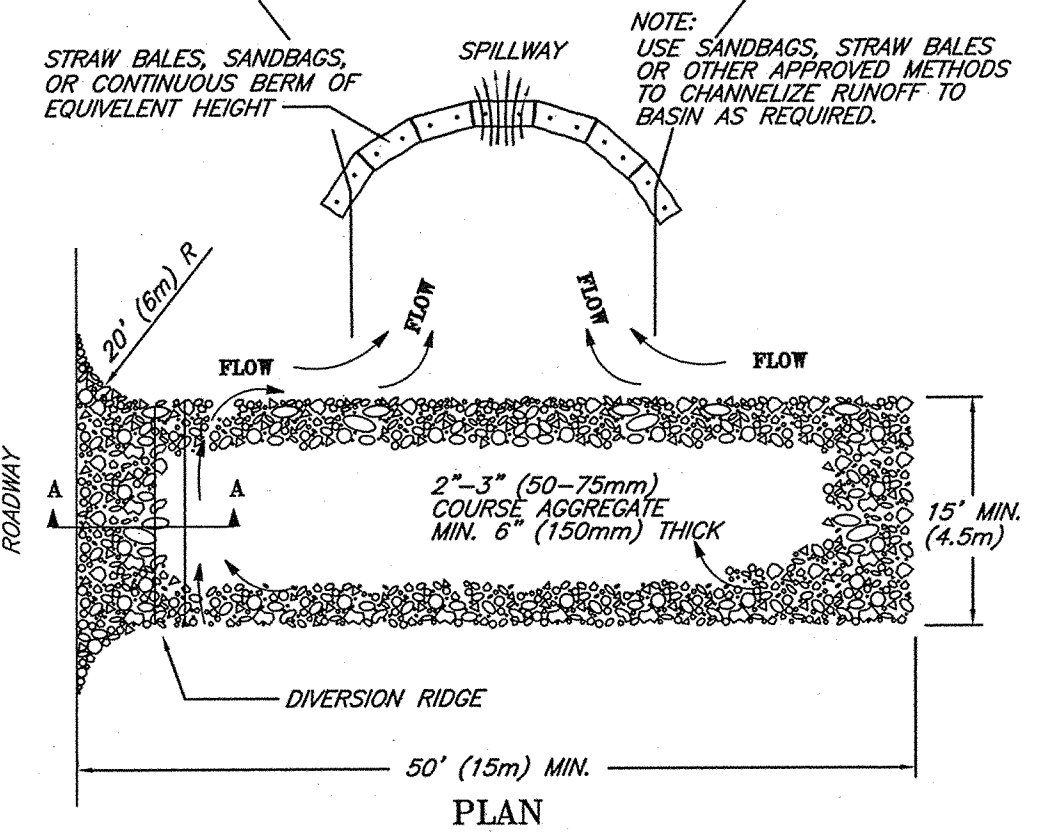 STRAW BALES, SANDBAGS,
OR CONTINUOUS BERM OF
EQUIVELENT HEIGHT
SPILLWAY
NOTE:
USE SANDBAGS, STRAW BALES
OR OTHER APPROVED METHODS
TO CHANNELIZE RUNOFF TO
BASIN AS REQUIRED.
20' (6m) R
FLOW
FLOW
FLOW
FLOW
ROADWAY
A
A
2"-3" (50-75mm)
COURSE AGGREGATE
MIN. 6" (150mm) THICK
15' MIN.
(4.5m)
DIVERSION RIDGE
50' (15m) MIN.
PLAN